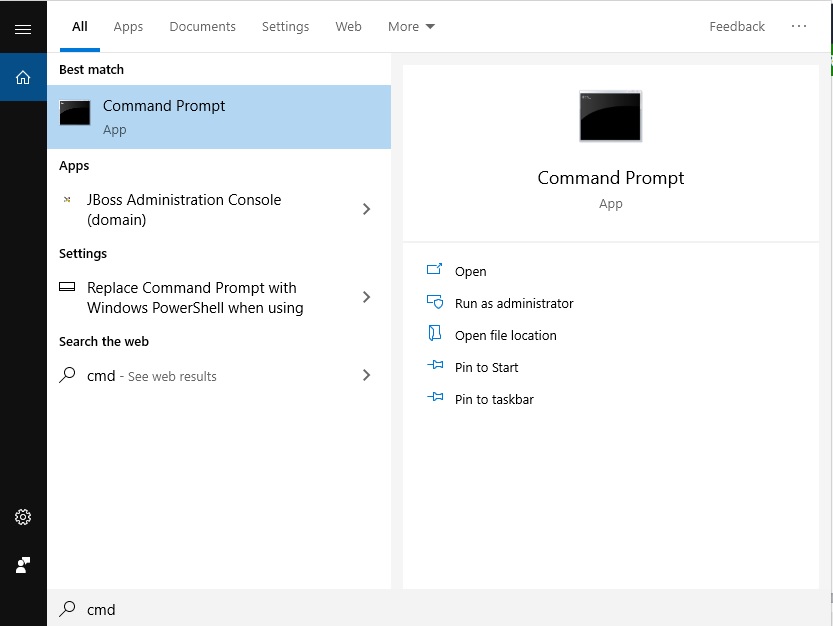 All Apps Documents Settings Web More Feedback ...
Best match
Command Prompt
App
Apps
JBoss Administration Console
(domain)
Settings
Replace Command Prompt with
Windows PowerShell when using
Search the web
cmd - See web results
Command Prompt
App
Open
Run as administrator
Open file location
Pin to Start
Pin to taskbar
cmd